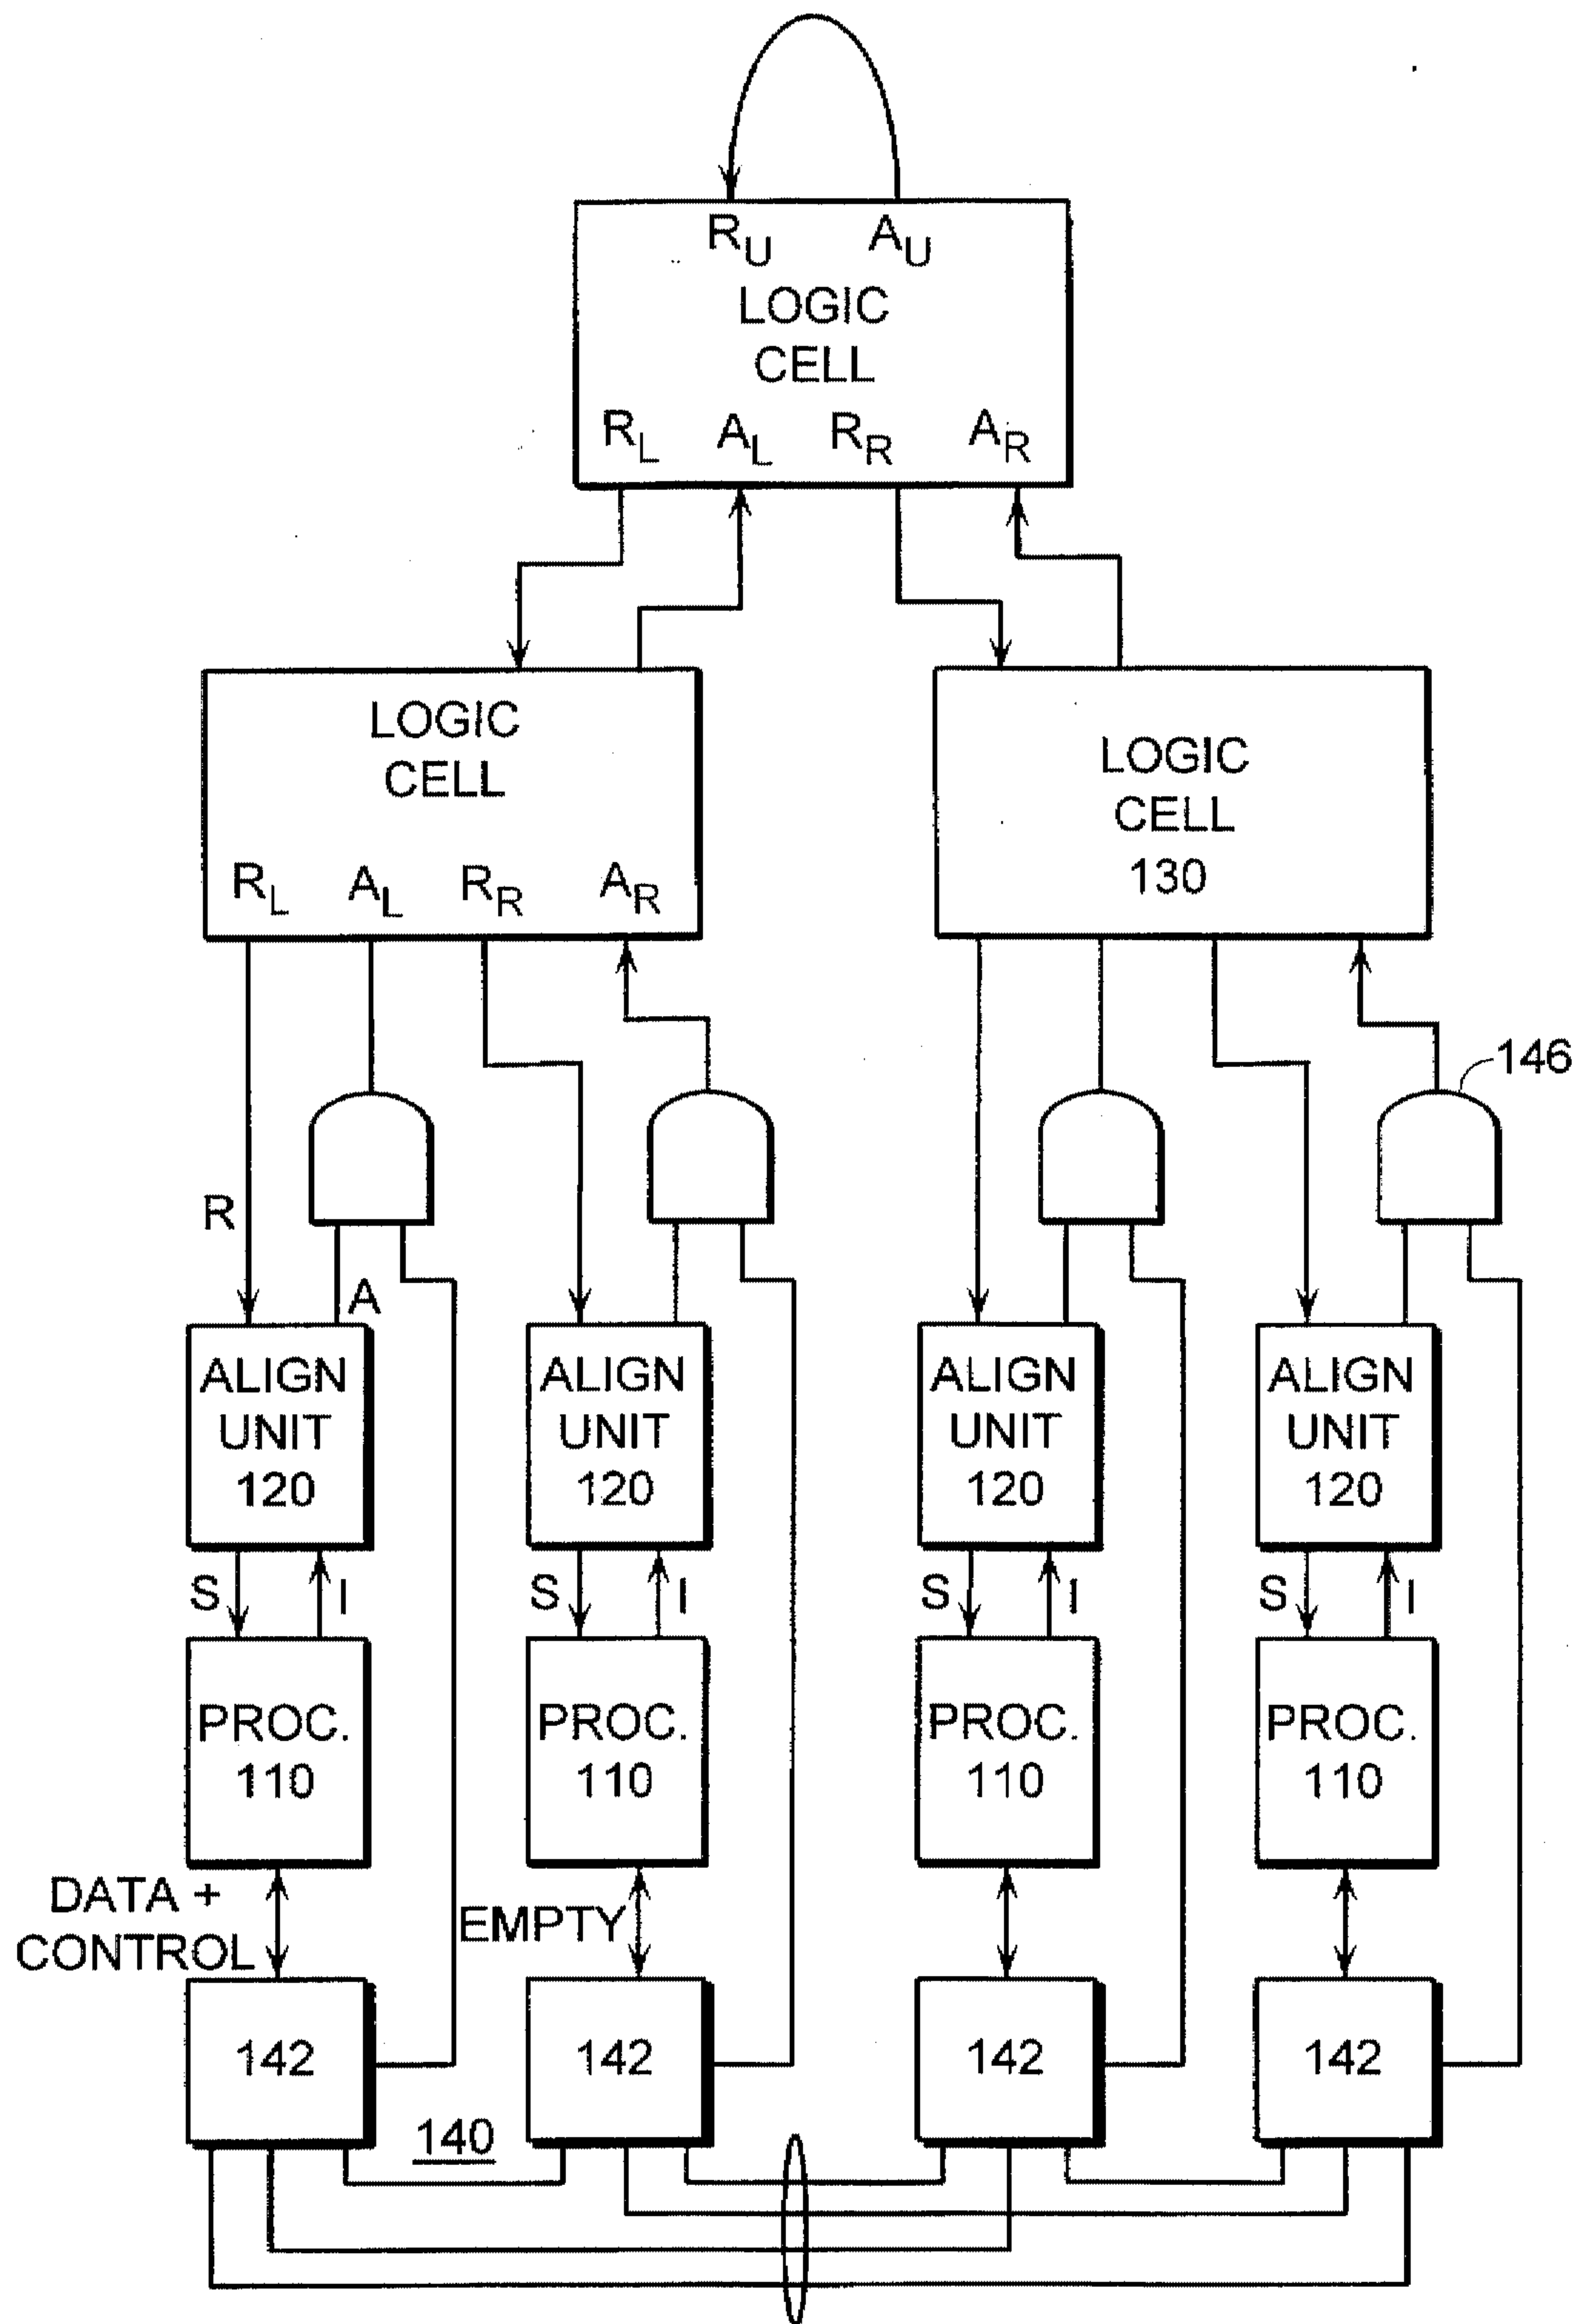 R_U A_U
LOGIC
CELL
R_L A_L R_R A_R
LOGIC
CELL
R_L A_L R_R A_R
LOGIC
CELL
130
146
R
A
ALIGN
UNIT
120
ALIGN
UNIT
120
ALIGN
UNIT
120
ALIGN
UNIT
120
S I
S I
S I
S I
PROC.
110
PROC.
110
PROC.
110
PROC.
110
DATA +
CONTROL
EMPTY
142
142
142
142
140